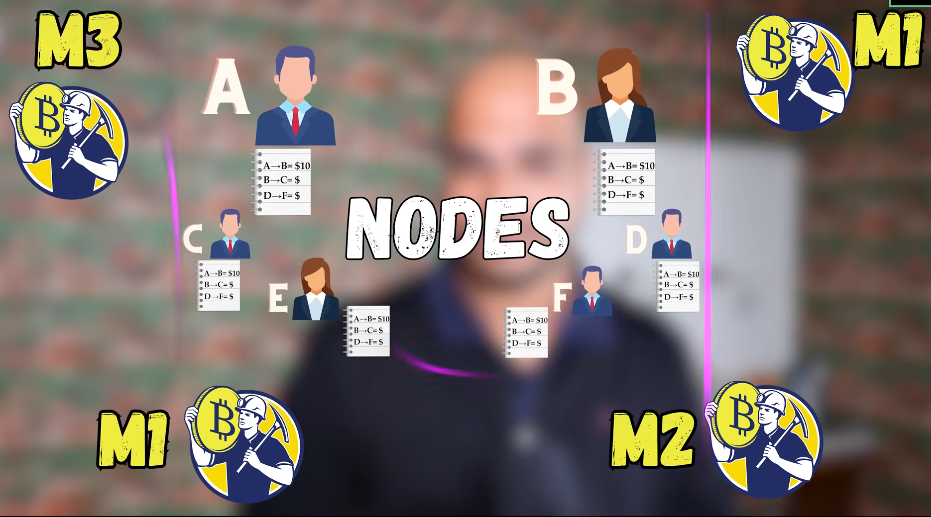 M3
M1
A
B
A→B= $10
B→C= $
D→F= $
A→B= $10
B→C= $
D→F= $
NODES
C
D
A→B= $10
B→C= $
D→F= $
A→B= $10
B→C= $
D→F= $
E
F
A→B= $10
B→C= $
D→F= $
A→B= $10
B→C= $
D→F= $
M1
M2